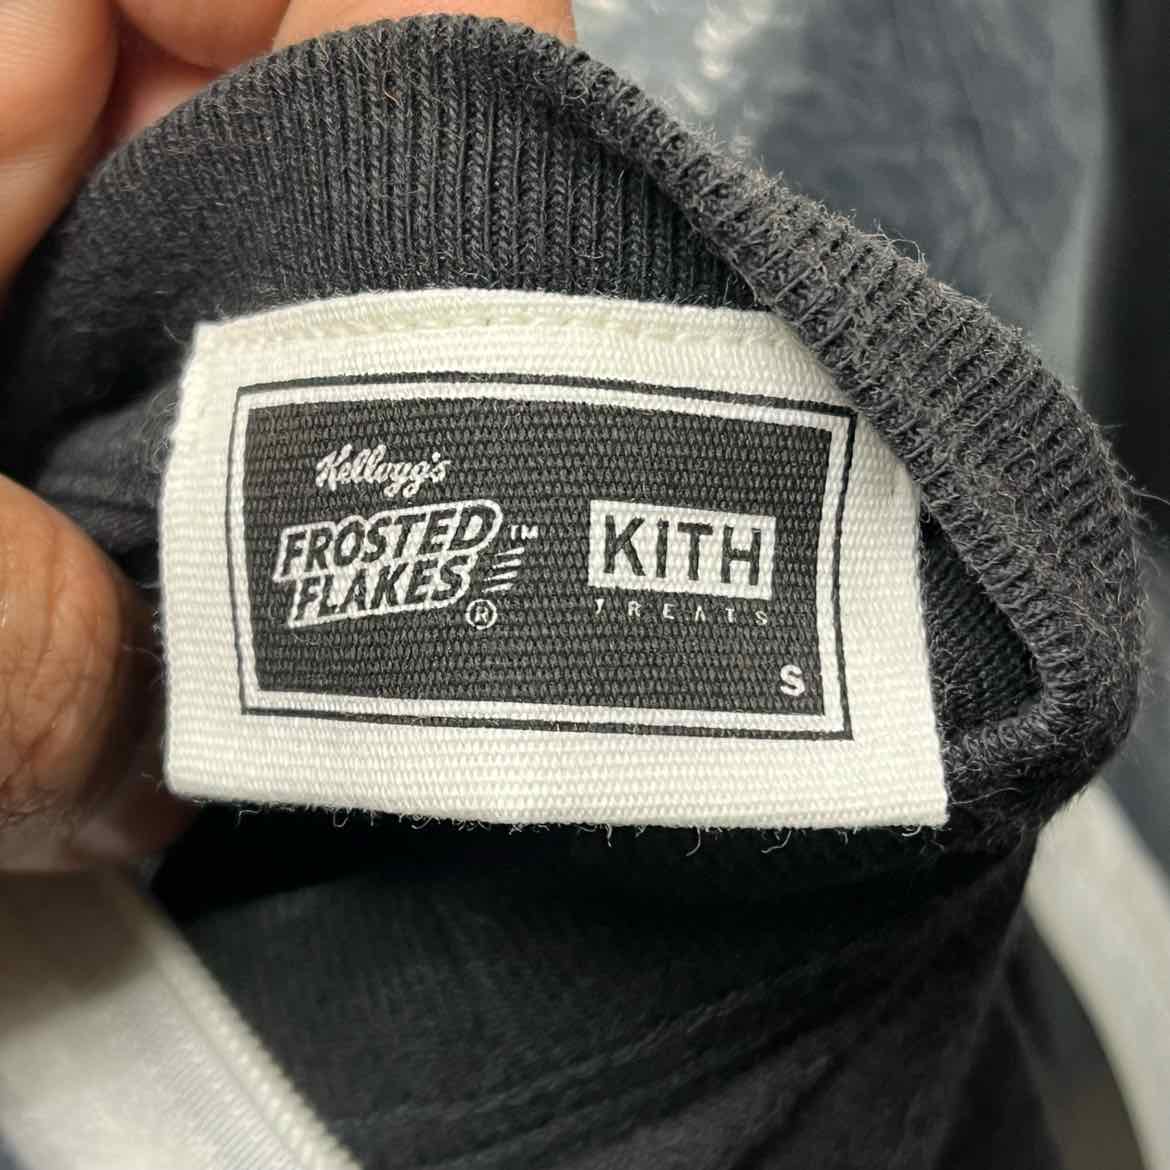 Kellogg's
FROSTED ™
FLAKES ®
KITH
TREATS
S